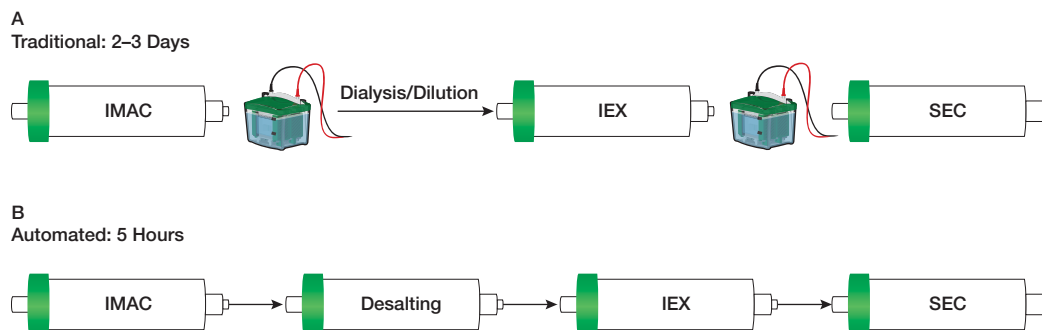 A
Traditional: 2–3 Days
IMAC
Dialysis/Dilution
IEX
SEC
B
Automated: 5 Hours
IMAC
Desalting
IEX
SEC